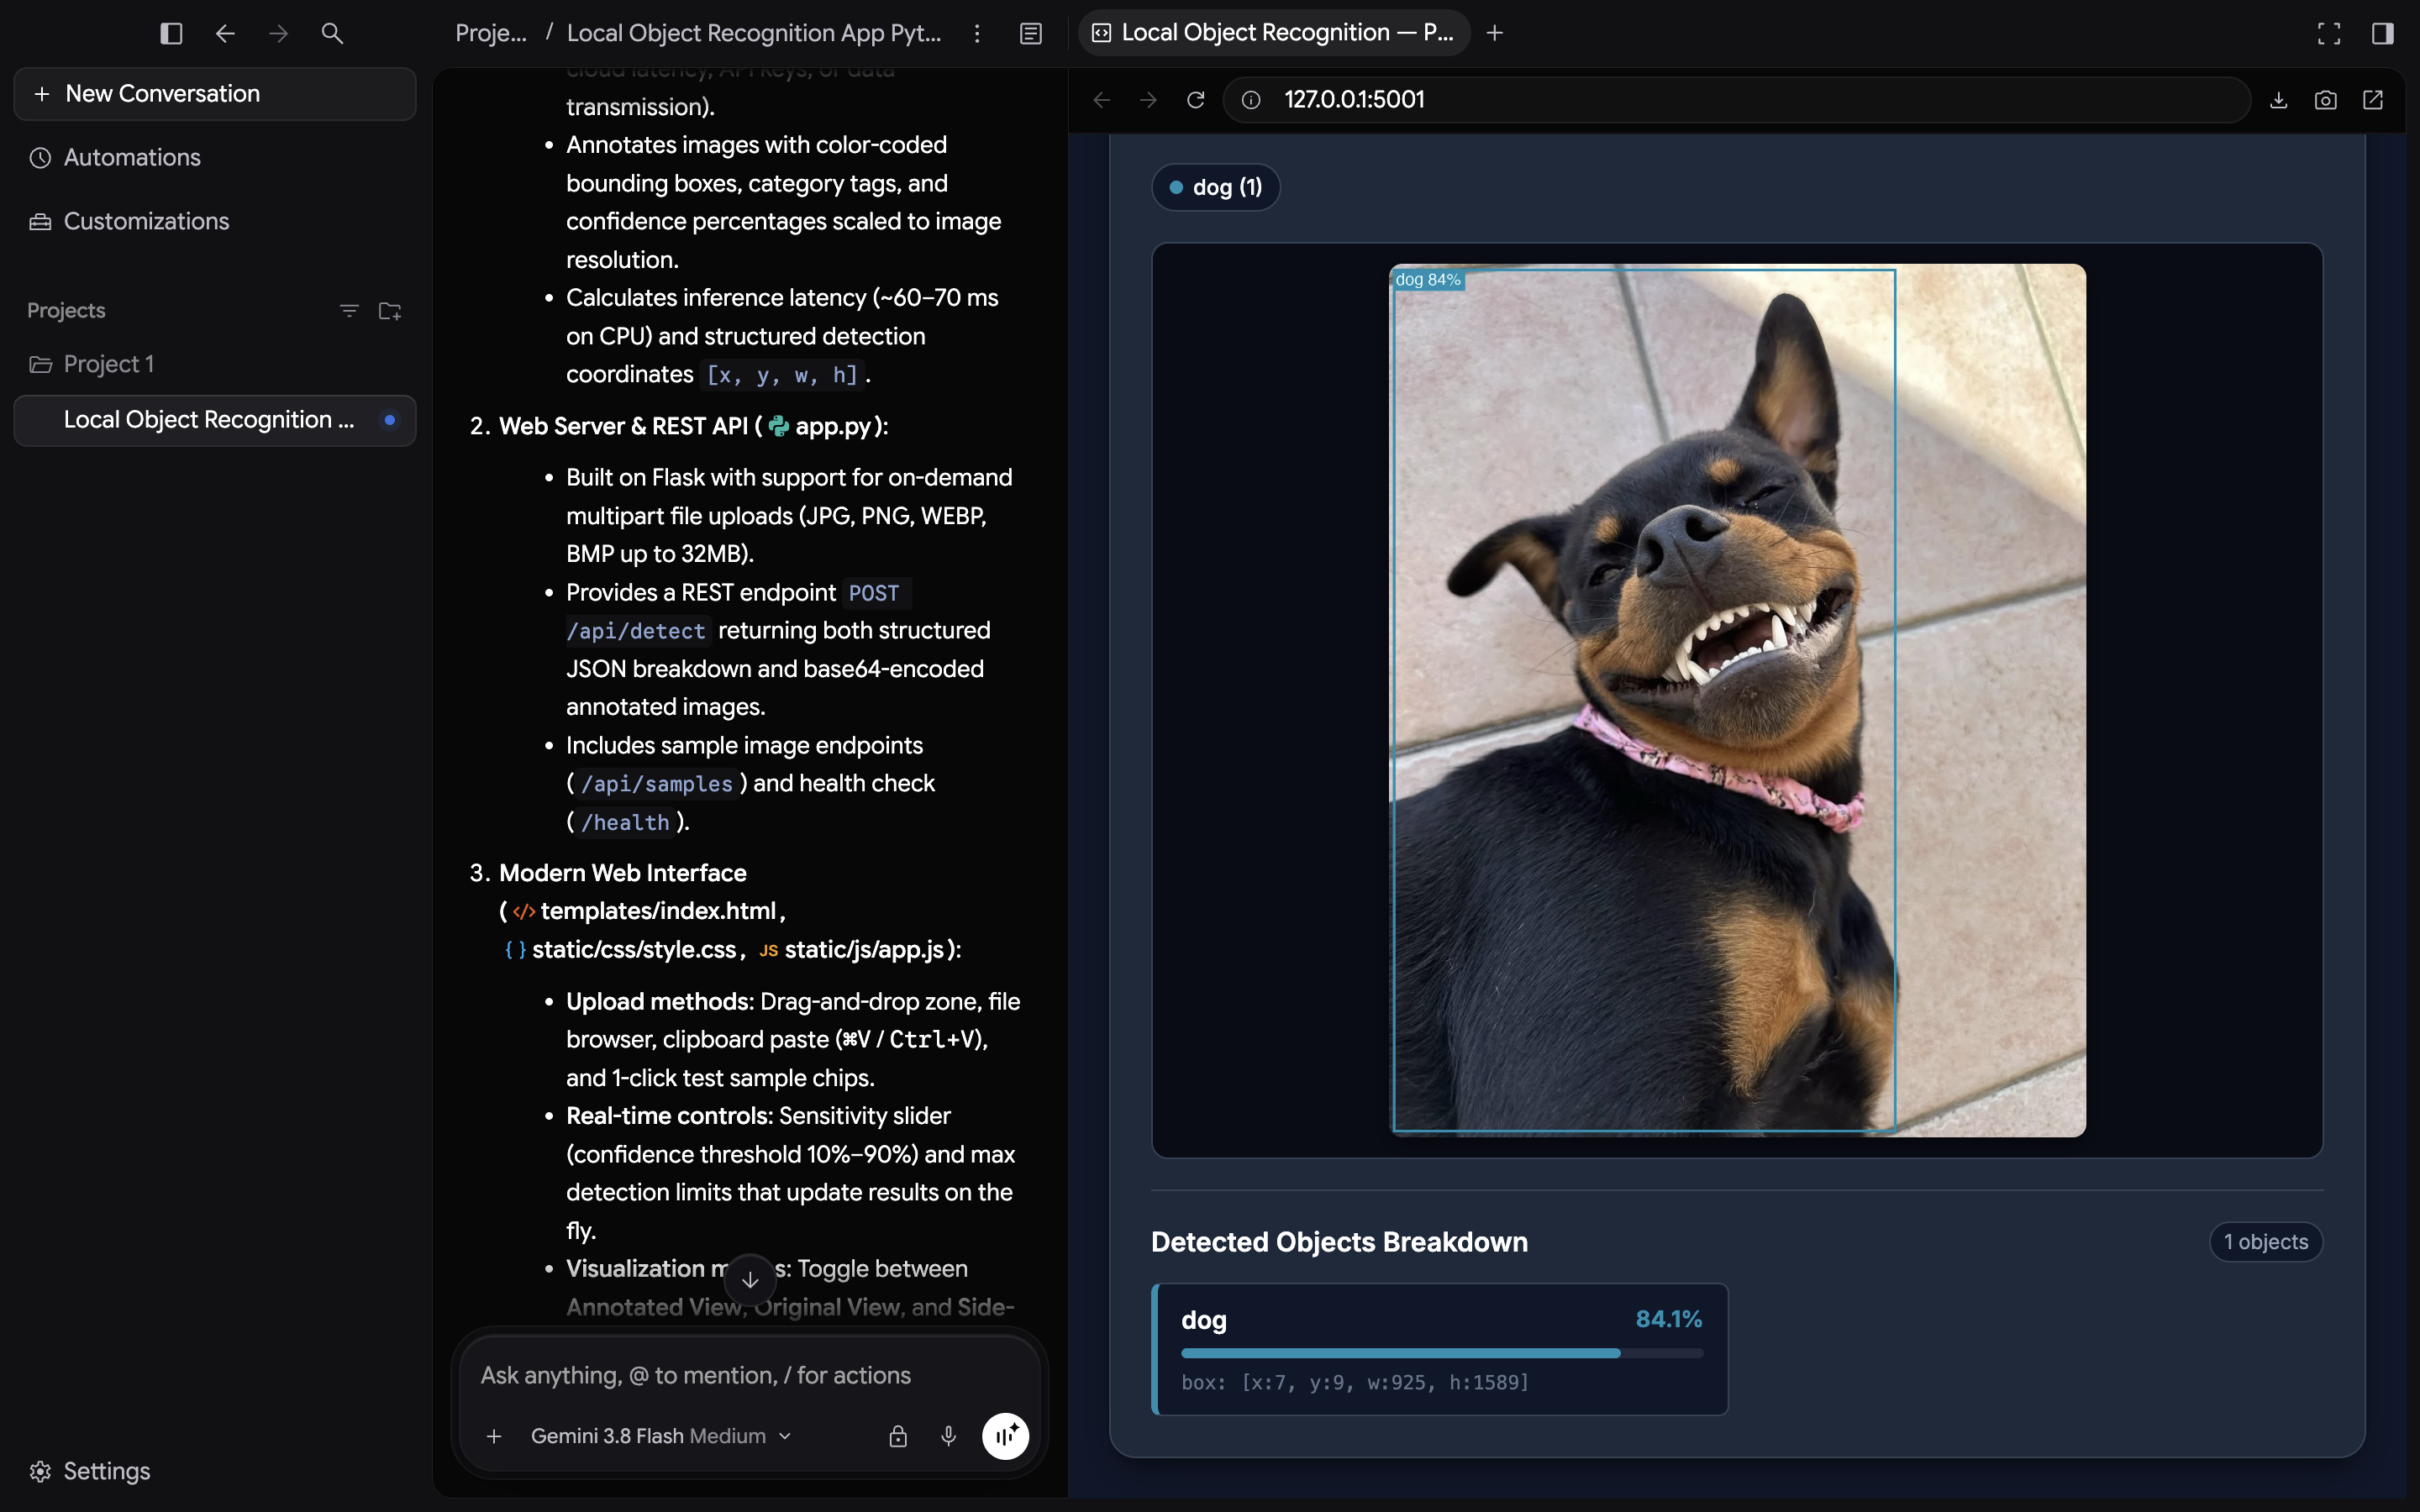 Proje... / Local Object Recognition App Pyt...
Local Object Recognition — P...
New Conversation
Automations
Customizations
Projects
Project 1
Local Object Recognition ...
Settings
cloud latency, API keys, or data
transmission).
• Annotates images with color-coded
bounding boxes, category tags, and
confidence percentages scaled to image
resolution.
• Calculates inference latency (~60–70 ms
on CPU) and structured detection
coordinates [x, y, w, h] .
2. Web Server & REST API ( app.py):
• Built on Flask with support for on-demand
multipart file uploads (JPG, PNG, WEBP,
BMP up to 32MB).
• Provides a REST endpoint POST
/api/detect returning both structured
JSON breakdown and base64-encoded
annotated images.
• Includes sample image endpoints
( /api/samples ) and health check
( /health ).
3. Modern Web Interface
( </> templates/index.html ,
{ } static/css/style.css , JS static/js/app.js ):
• Upload methods: Drag-and-drop zone, file
browser, clipboard paste (⌘V / Ctrl+V),
and 1-click test sample chips.
• Real-time controls: Sensitivity slider
(confidence threshold 10%–90%) and max
detection limits that update results on the
fly.
• Visualization m s: Toggle between
Annotated View, Original View, and Side-
Ask anything, @ to mention, / for actions
Gemini 3.8 Flash Medium
127.0.0.1:5001
dog (1)
dog 84%
Detected Objects Breakdown
1 objects
dog
84.1%
box: [x:7, y:9, w:925, h:1589]